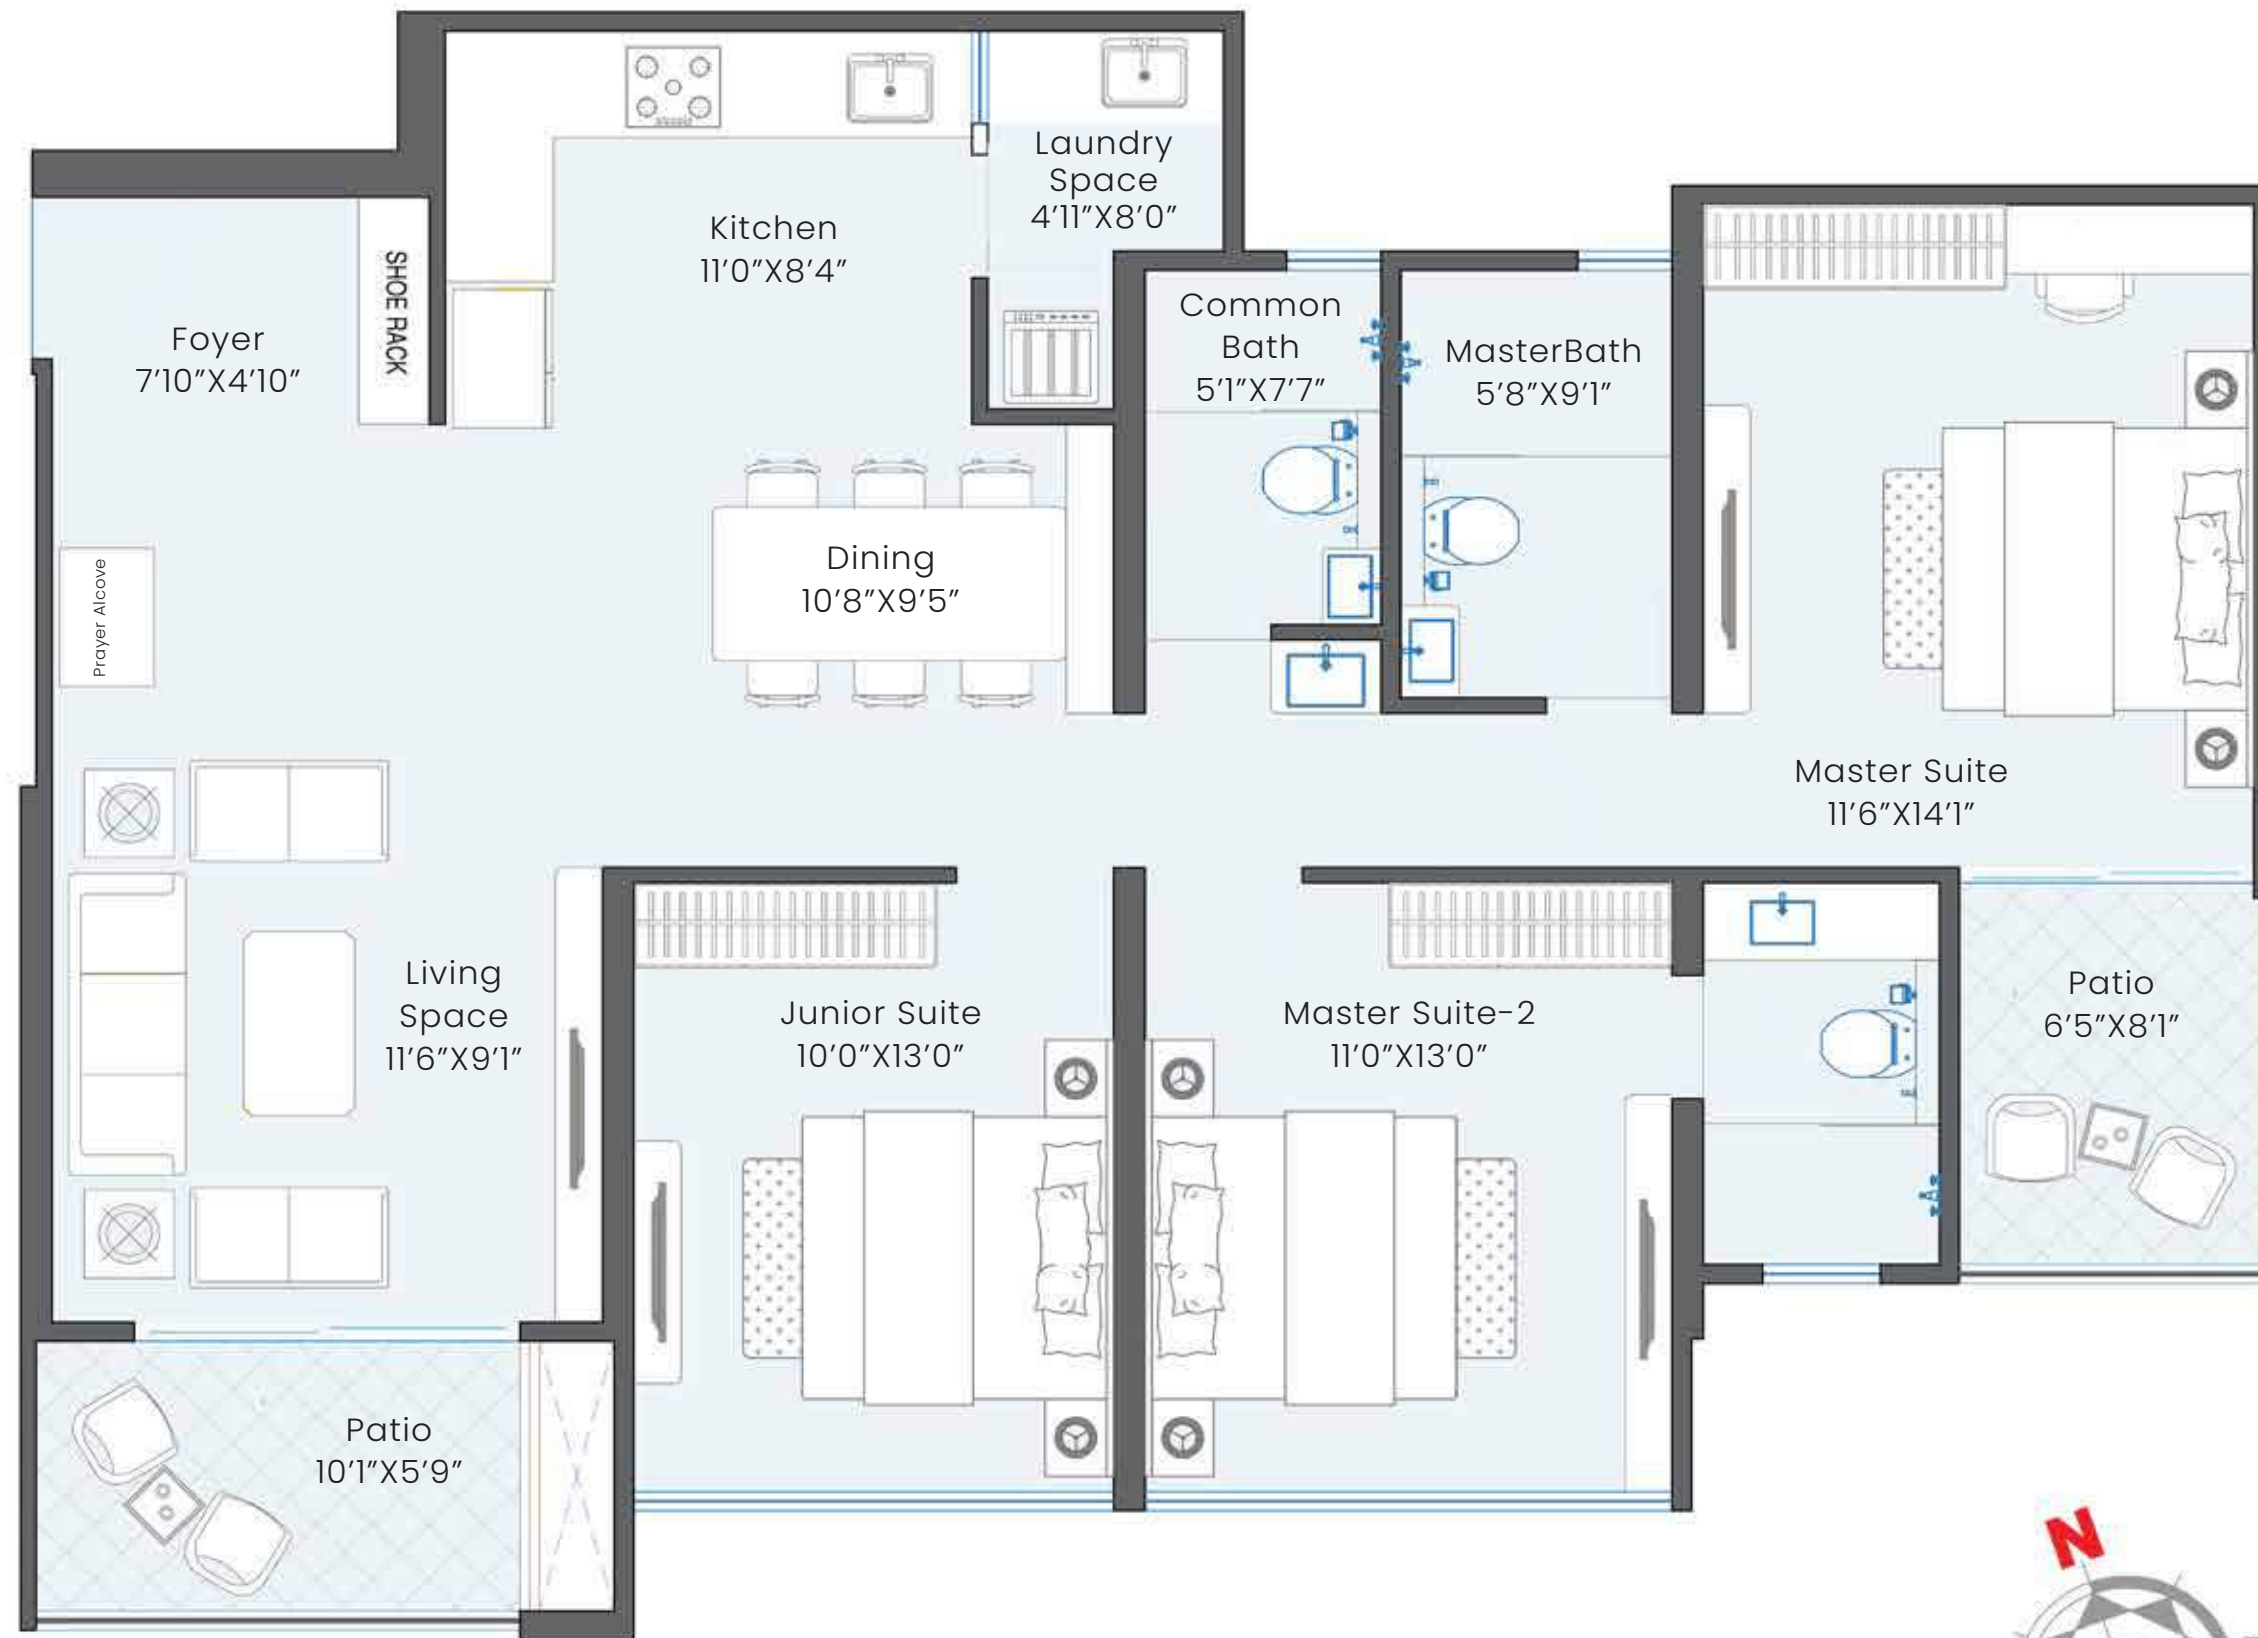 Laundry
Space
4'11”X8'0”
Kitchen
11'0”X8'4”
SHOE RACK
Foyer
7'10”X4'10”
Common
Bath
5'1”X7'7”
MasterBath
5'8”X9'1”
Prayer Alcove
Dining
10'8”X9'5”
Master Suite
11'6”X14'1”
Living
Space
11'6”X9'1”
Junior Suite
10'0”X13'0”
Master Suite-2
11'0”X13'0”
Patio
6'5”X8'1”
Patio
10'1”X5'9”
N